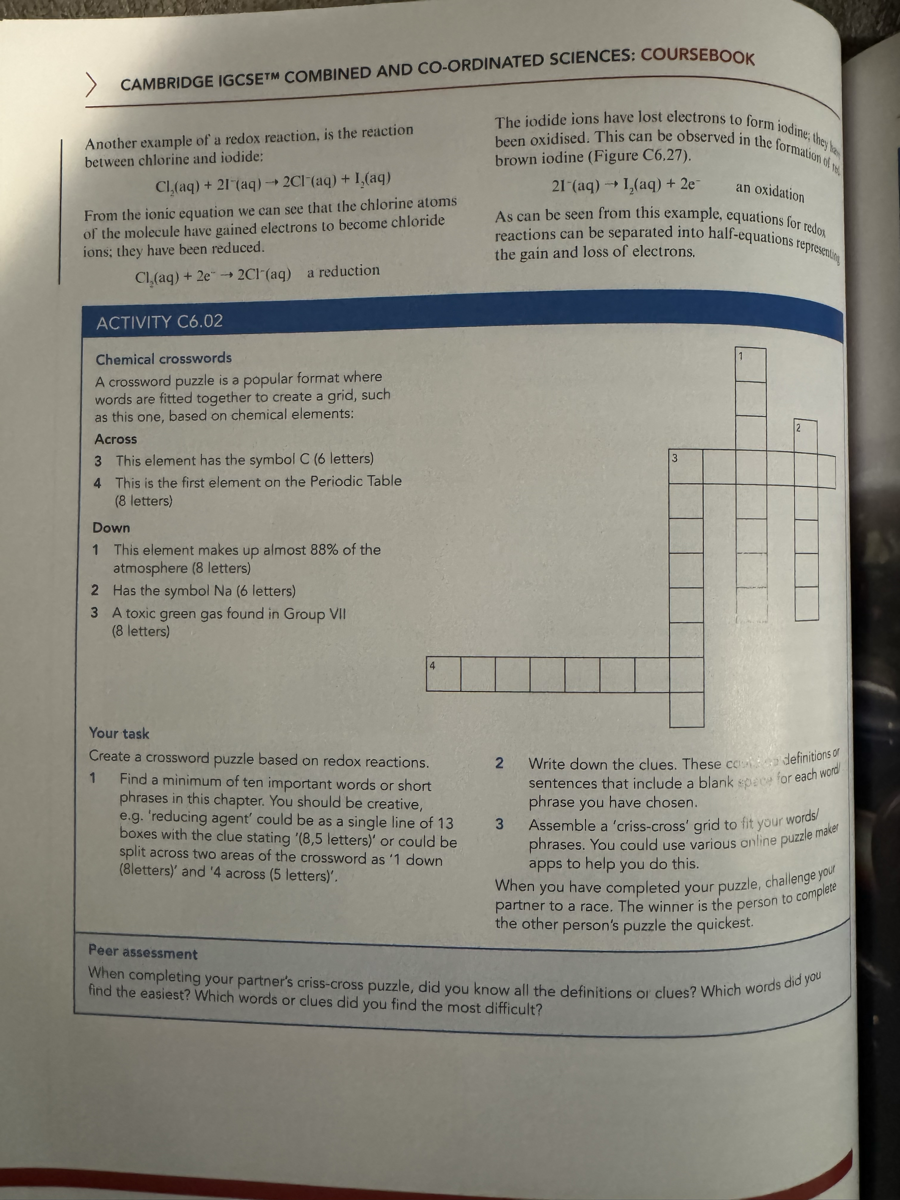 CAMBRIDGE IGCSE™ COMBINED AND CO-ORDINATED SCIENCES: COURSEBOOK
Another example of a redox reaction, is the reaction
between chlorine and iodide:
Cl₂(aq) + 2I⁻(aq) → 2Cl⁻(aq) + I₂(aq)
From the ionic equation we can see that the chlorine atoms
of the molecule have gained electrons to become chloride
ions; they have been reduced.
Cl₂(aq) + 2e⁻ → 2Cl⁻(aq) a reduction
The iodide ions have lost electrons to form iodine; they
been oxidised. This can be observed in the formation of
brown iodine (Figure C6.27).
2I⁻(aq) → I₂(aq) + 2e⁻ an oxidation
As can be seen from this example, equations for redox
reactions can be separated into half-equations representing
the gain and loss of electrons.
ACTIVITY C6.02
Chemical crosswords
A crossword puzzle is a popular format where
words are fitted together to create a grid, such
as this one, based on chemical elements:
Across
3 This element has the symbol C (6 letters)
4 This is the first element on the Periodic Table
(8 letters)
Down
1 This element makes up almost 88% of the
atmosphere (8 letters)
2 Has the symbol Na (6 letters)
3 A toxic green gas found in Group VII
(8 letters)
1
2
3
4
Your task
Create a crossword puzzle based on redox reactions.
1 Find a minimum of ten important words or short
phrases in this chapter. You should be creative,
e.g. 'reducing agent' could be as a single line of 13
boxes with the clue stating '(8,5 letters)' or could be
split across two areas of the crossword as '1 down
(8letters)' and '4 across (5 letters)'.
2 Write down the clues. These definitions or
sentences that include a blank space for each word/
phrase you have chosen.
3 Assemble a 'criss-cross' grid to fit your words/
phrases. You could use various online puzzle maker
apps to help you do this.
When you have completed your puzzle, challenge your
partner to a race. The winner is the person to complete
the other person's puzzle the quickest.
Peer assessment
When completing your partner's criss-cross puzzle, did you know all the definitions or clues? Which words did you
find the easiest? Which words or clues did you find the most difficult?